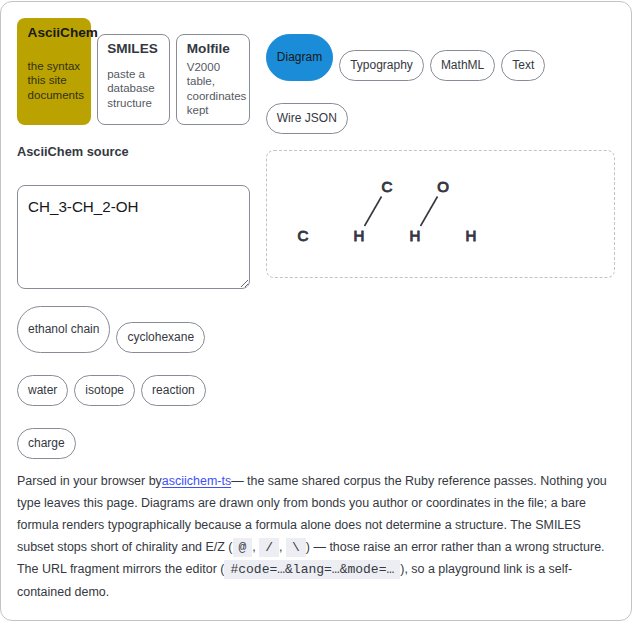 AsciiChem
the syntax
this site
documents
SMILES
paste a
database
structure
Molfile
V2000
table,
coordinates
kept
Diagram
Typography
MathML
Text
Wire JSON
AsciiChem source
CH_3-CH_2-OH
C O
C H H H
ethanol chain
cyclohexane
water
isotope
reaction
charge
Parsed in your browser byasciichem-ts— the same shared corpus the Ruby reference passes. Nothing you
type leaves this page. Diagrams are drawn only from bonds you author or coordinates in the file; a bare
formula renders typographically because a formula alone does not determine a structure. The SMILES
subset stops short of chirality and E/Z ( @ , / , \ ) — those raise an error rather than a wrong structure.
The URL fragment mirrors the editor ( #code=…&lang=…&mode=… ), so a playground link is a self-
contained demo.